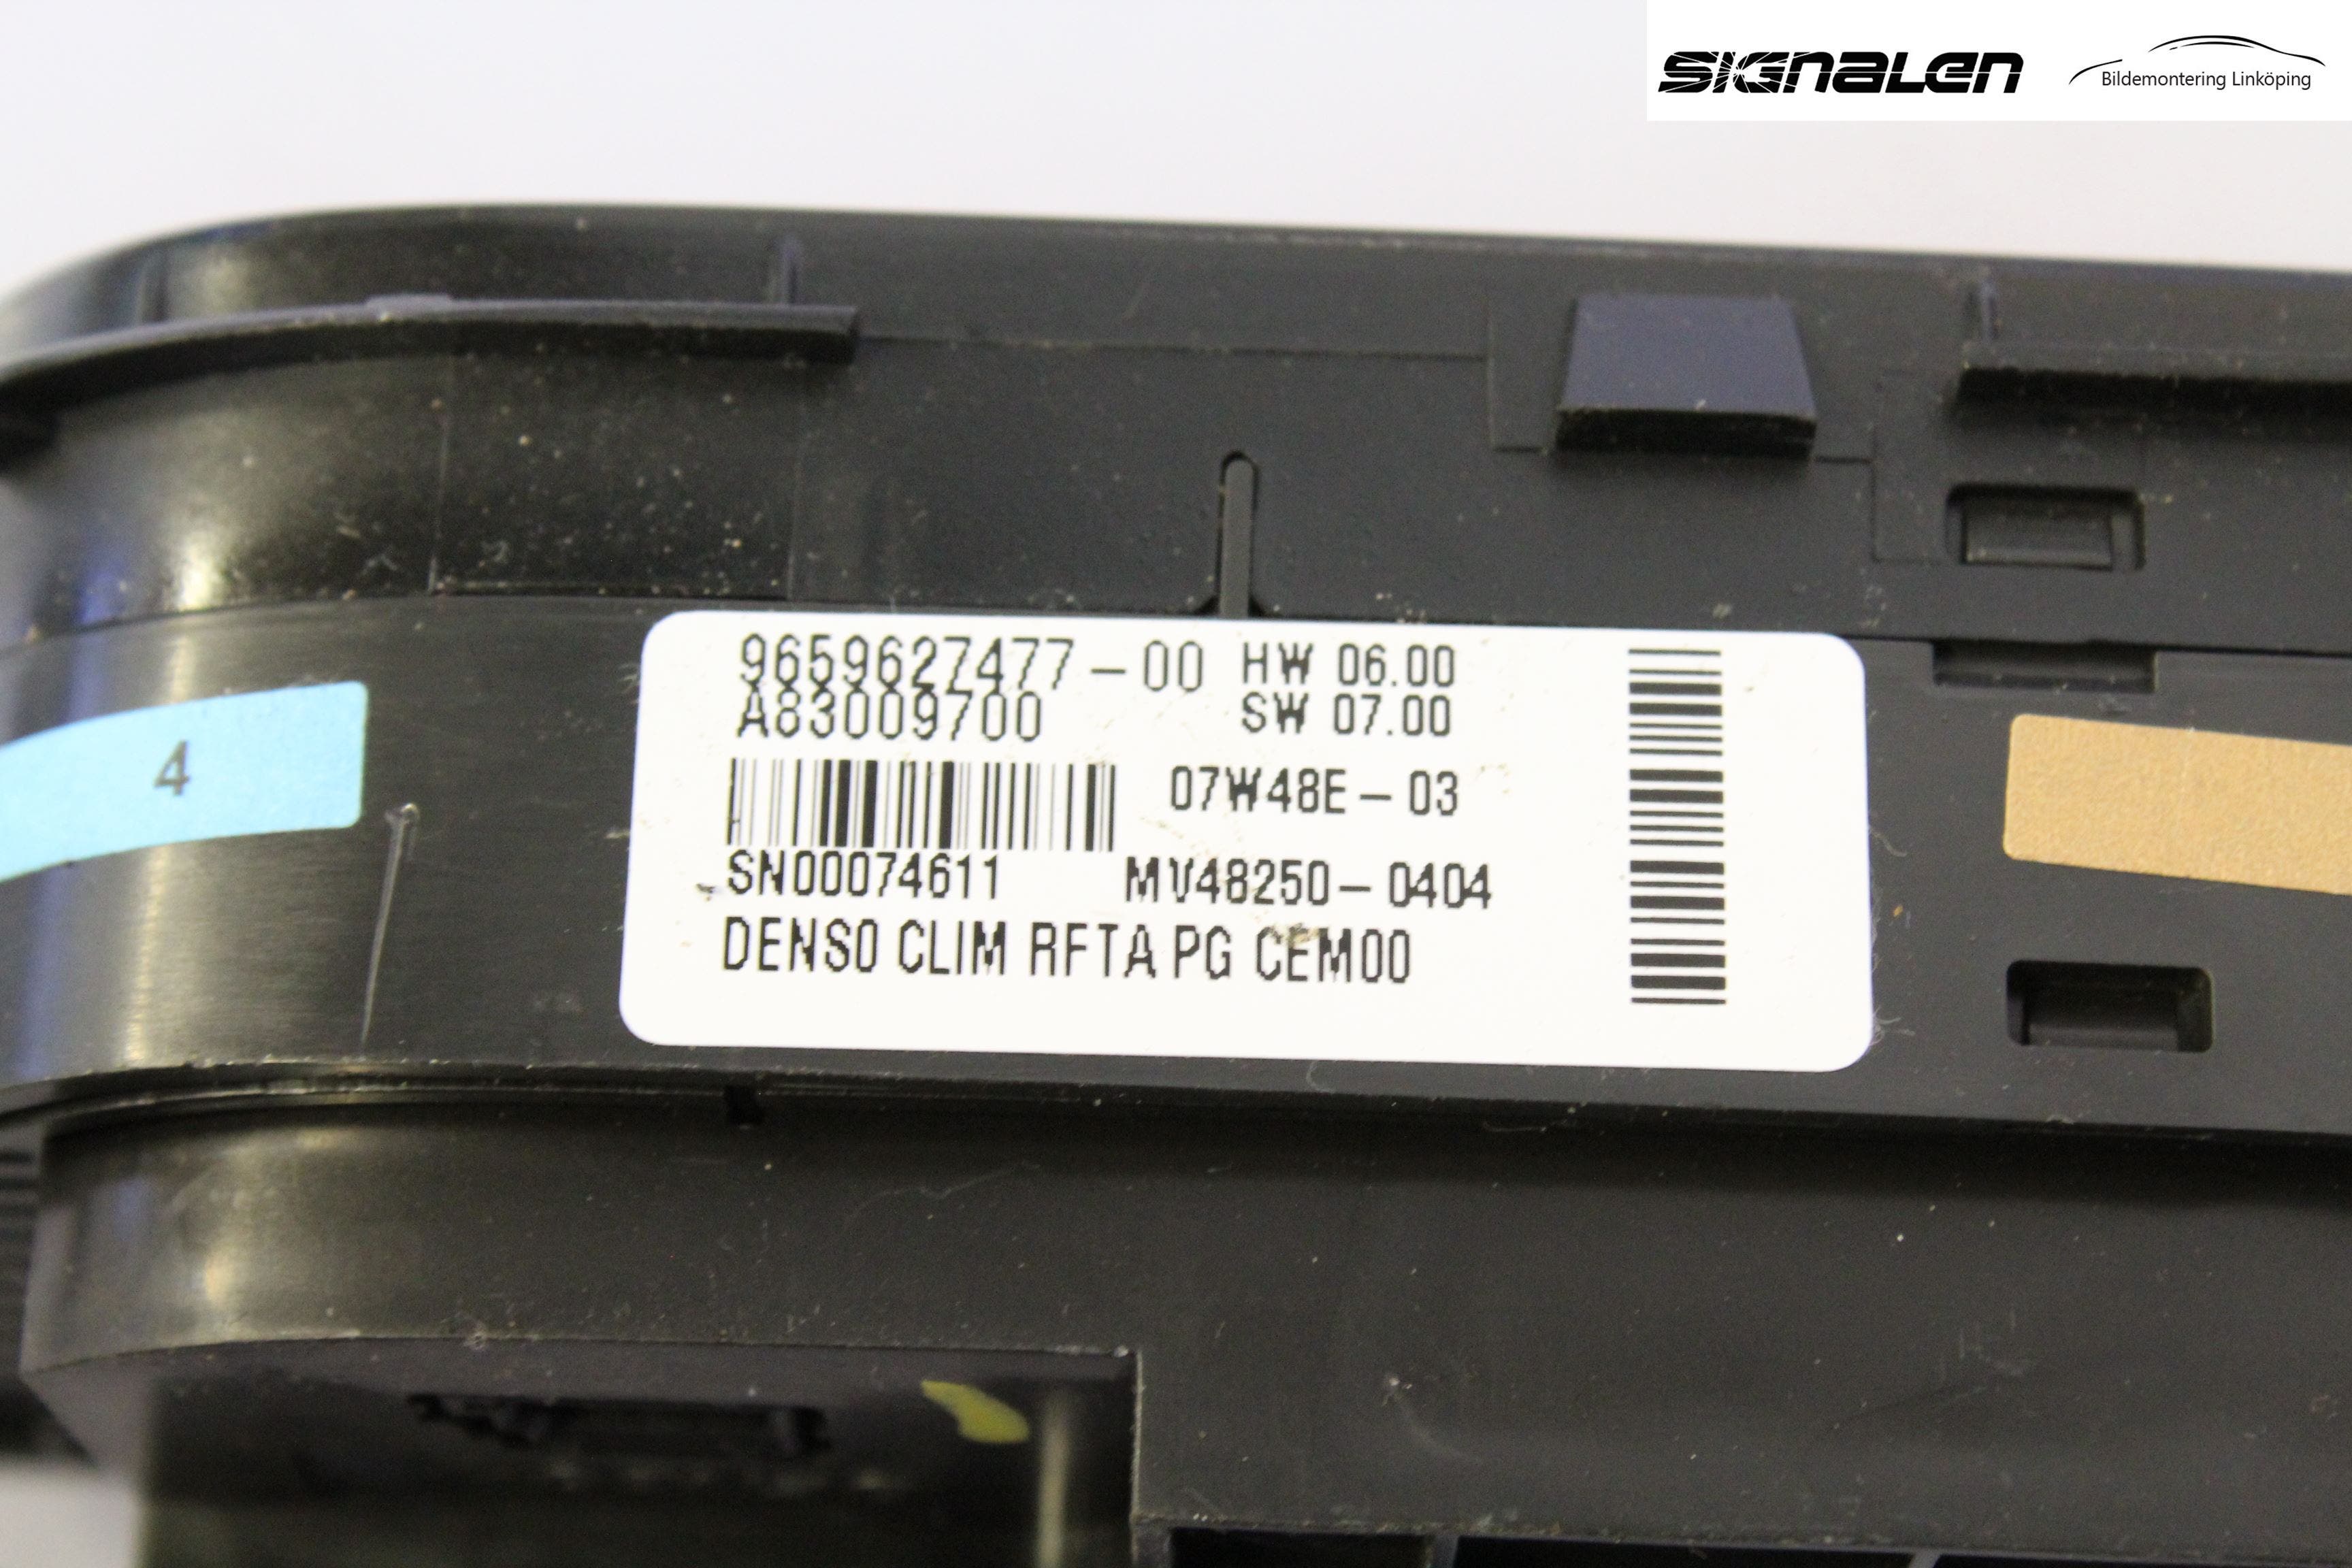 SIGNALEN
Bildemontering Linköping
9659627477-00 HW 06.00
A83009700 SW 07.00
07W48E-03
SN00074611 MV48250-0404
DENSO CLIM RFTA PG CEM00
4